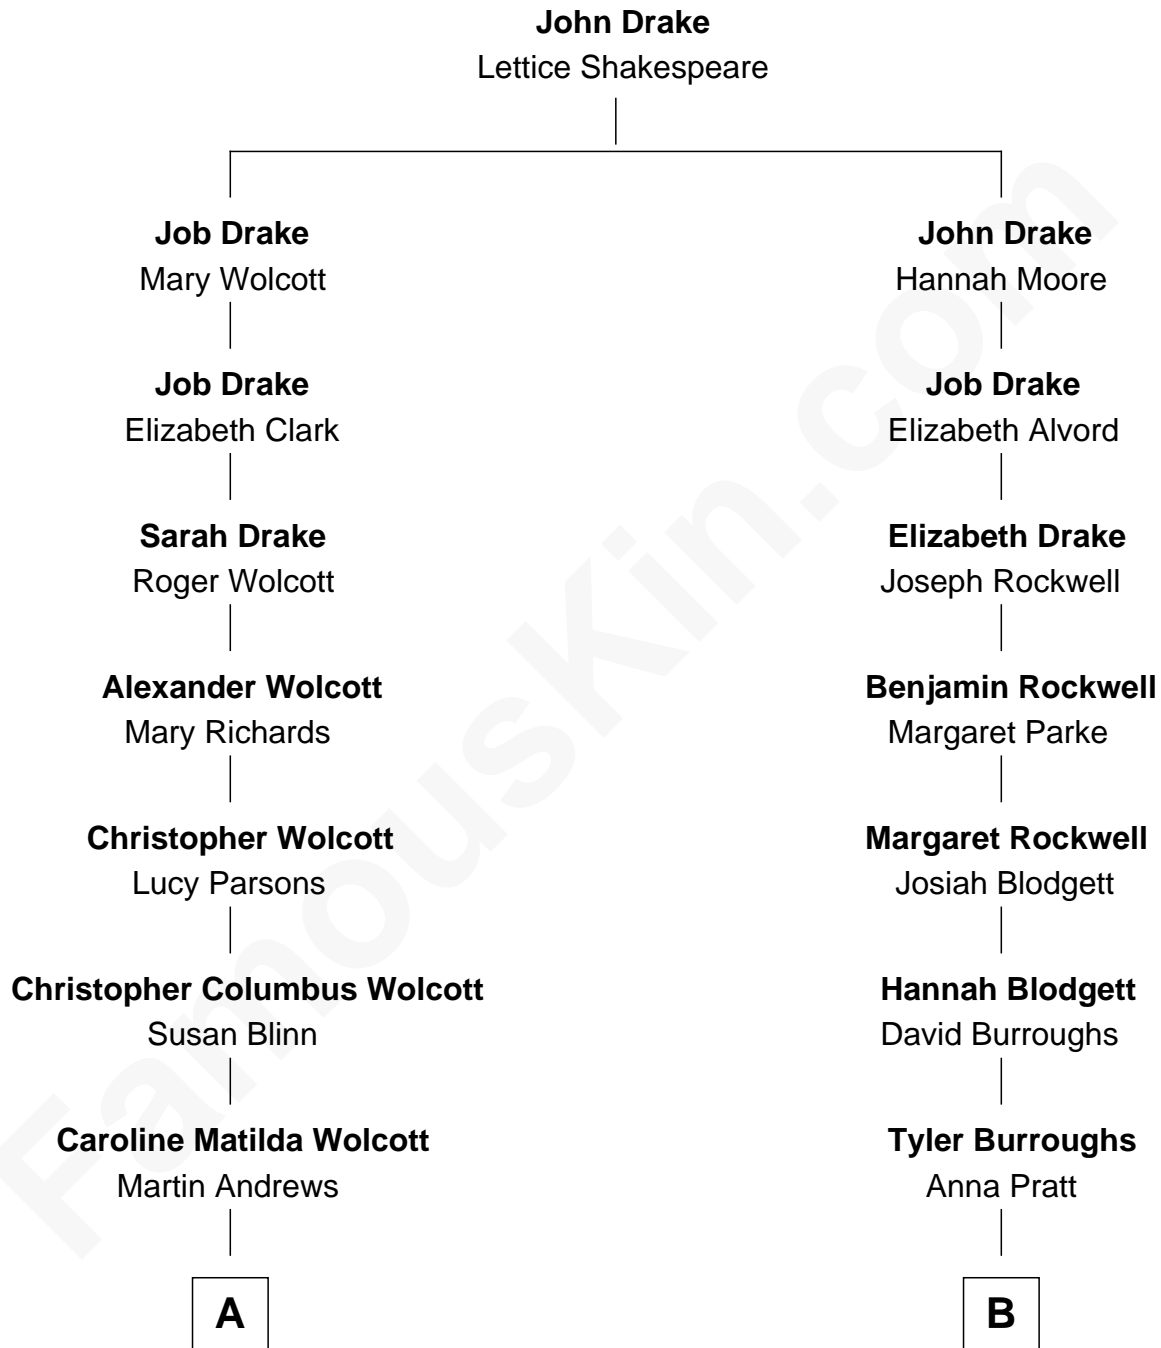 John Drake
Lettice Shakespeare
Job Drake
Mary Wolcott
John Drake
Hannah Moore
Job Drake
Elizabeth Clark
Job Drake
Elizabeth Alvord
Sarah Drake
Roger Wolcott
Elizabeth Drake
Joseph Rockwell
Alexander Wolcott
Mary Richards
Benjamin Rockwell
Margaret Parke
Christopher Wolcott
Lucy Parsons
Margaret Rockwell
Josiah Blodgett
Christopher Columbus Wolcott
Susan Blinn
Hannah Blodgett
David Burroughs
Caroline Matilda Wolcott
Martin Andrews
Tyler Burroughs
Anna Pratt
A
B
FamousKin.com